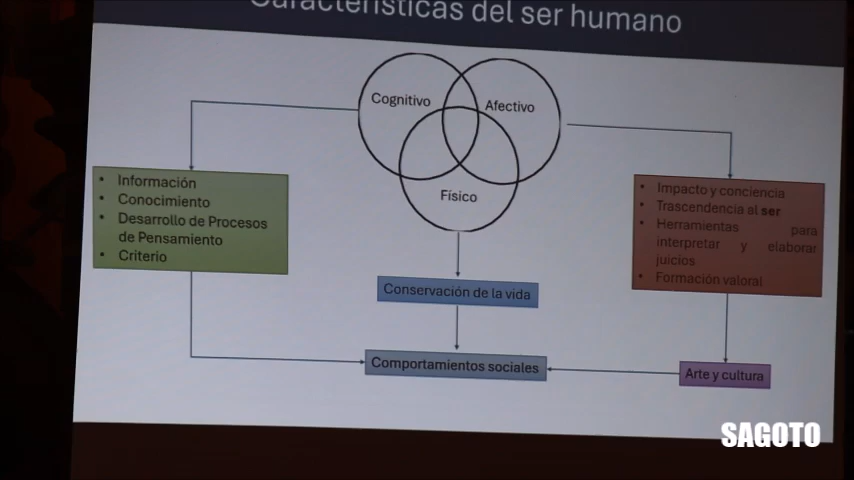 Características del ser humano
Cognitivo
Afectivo
Físico
• Información
• Conocimiento
• Desarrollo de Procesos
de Pensamiento
• Criterio
• Impacto y conciencia
• Trascendencia al ser
• Herramientas para
interpretar y elaborar
juicios
• Formación valoral
Conservación de la vida
Comportamientos sociales
Arte y cultura
SAGOTO